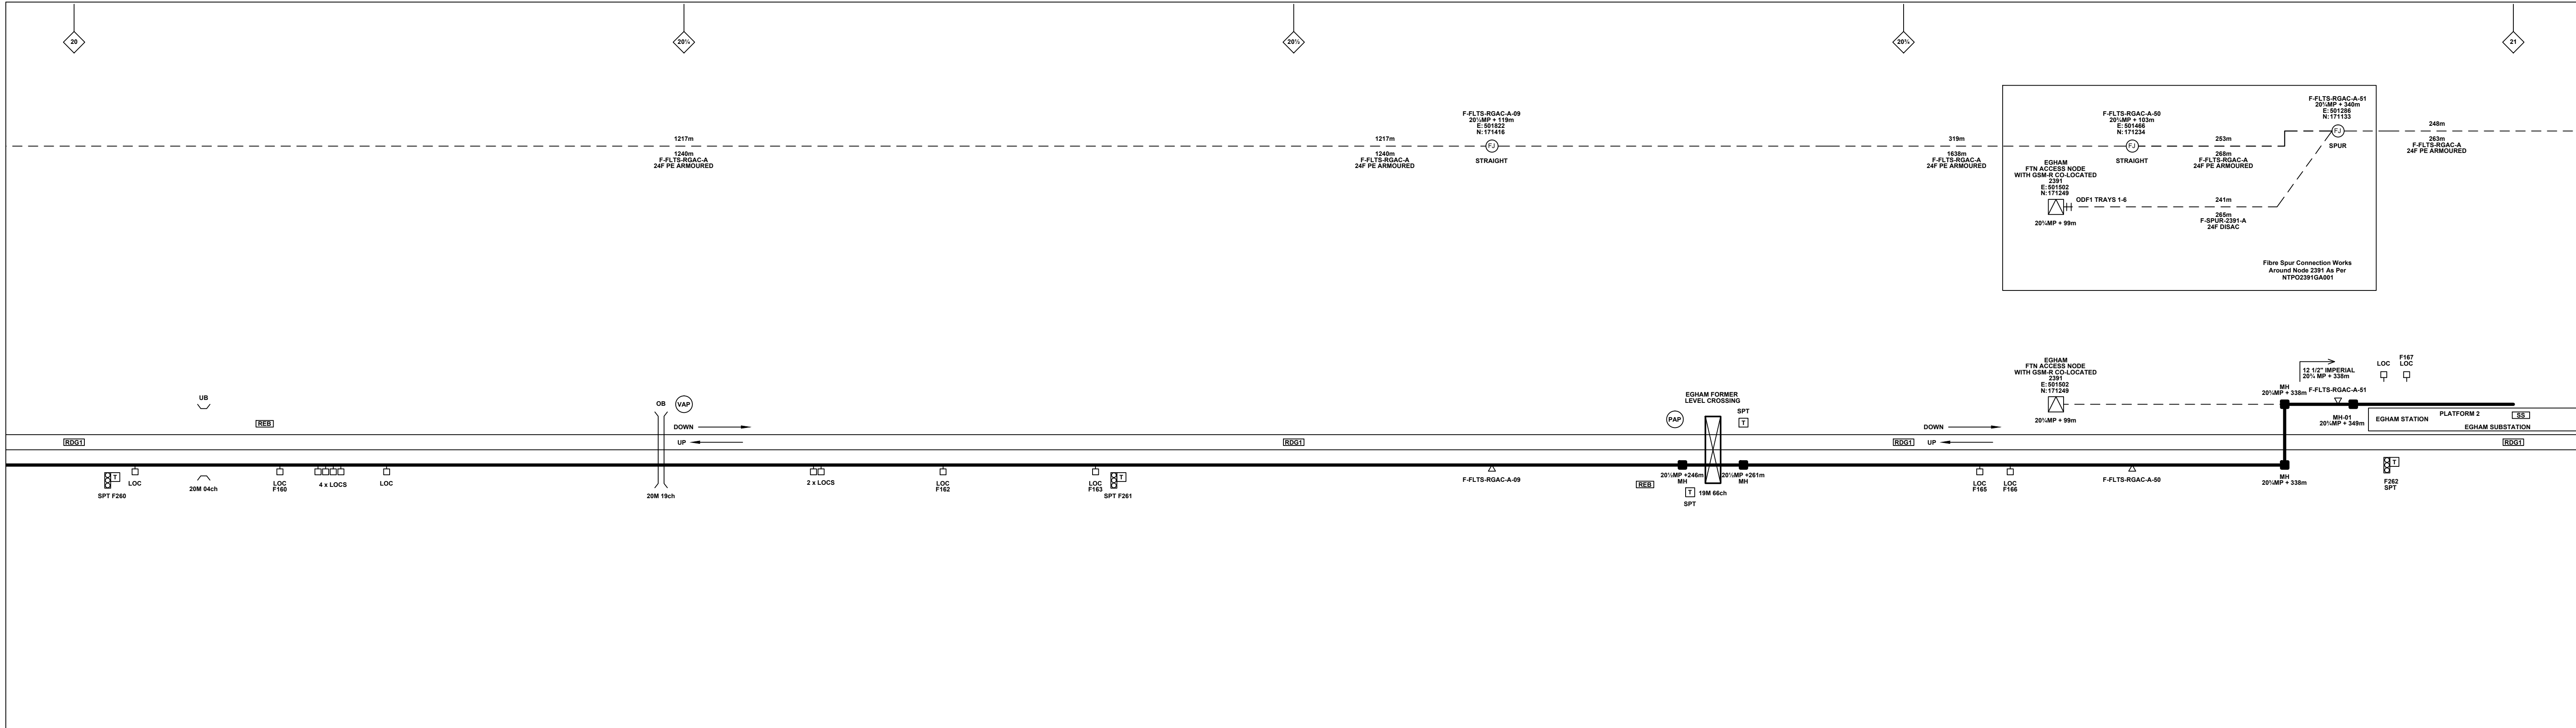 20
20¼
20½
20¾
21
1217m
1240m
F-FLTS-RGAC-A
24F PE ARMOURED
1217m
1240m
F-FLTS-RGAC-A
24F PE ARMOURED
F-FLTS-RGAC-A-09
20½MP + 119m
E: 501822
N: 171416
FJ
STRAIGHT
319m
1638m
F-FLTS-RGAC-A
24F PE ARMOURED
F-FLTS-RGAC-A-50
20¾MP + 103m
E: 501466
N: 171234
FJ
STRAIGHT
253m
268m
F-FLTS-RGAC-A
24F PE ARMOURED
F-FLTS-RGAC-A-51
20¾MP + 340m
E: 501286
N: 171133
FJ
SPUR
248m
263m
F-FLTS-RGAC-A
24F PE ARMOURED
EGHAM
FTN ACCESS NODE
WITH GSM-R CO-LOCATED
2391
E: 501502
N: 171249
20¾MP + 99m
ODF1 TRAYS 1-6
241m
265m
F-SPUR-2391-A
24F DISAC
Fibre Spur Connection Works
Around Node 2391 As Per
NTPO2391GA001
UB
REB
OB
VAP
DOWN
UP
RDG1
RDG1
PAP
EGHAM FORMER
LEVEL CROSSING
SPT
T
DOWN
UP
RDG1
EGHAM
FTN ACCESS NODE
WITH GSM-R CO-LOCATED
2391
E: 501502
N: 171249
20¾MP + 99m
12 1/2" IMPERIAL
20¾ MP + 338m
MH
20¾MP + 338m
F-FLTS-RGAC-A-51
LOC
F167
LOC
MH-01
20¾MP + 349m
EGHAM STATION
PLATFORM 2
SS
EGHAM SUBSTATION
RDG1
T
SPT F260
LOC
20M 04ch
LOC
F160
4 x LOCS
LOC
20M 19ch
2 x LOCS
LOC
F162
LOC
F163
T
SPT F261
F-FLTS-RGAC-A-09
REB
20½MP +246m
MH
T
SPT
19M 66ch
20½MP +261m
MH
LOC
F165
LOC
F166
F-FLTS-RGAC-A-50
MH
20¾MP + 338m
T
F262
SPT